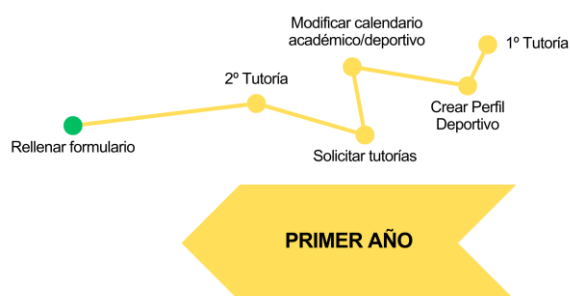 Modificar calendario
académico/deportivo
1º Tutoría
2º Tutoría
Crear Perfil
Deportivo
Rellenar formulario
Solicitar tutorías
PRIMER AÑO